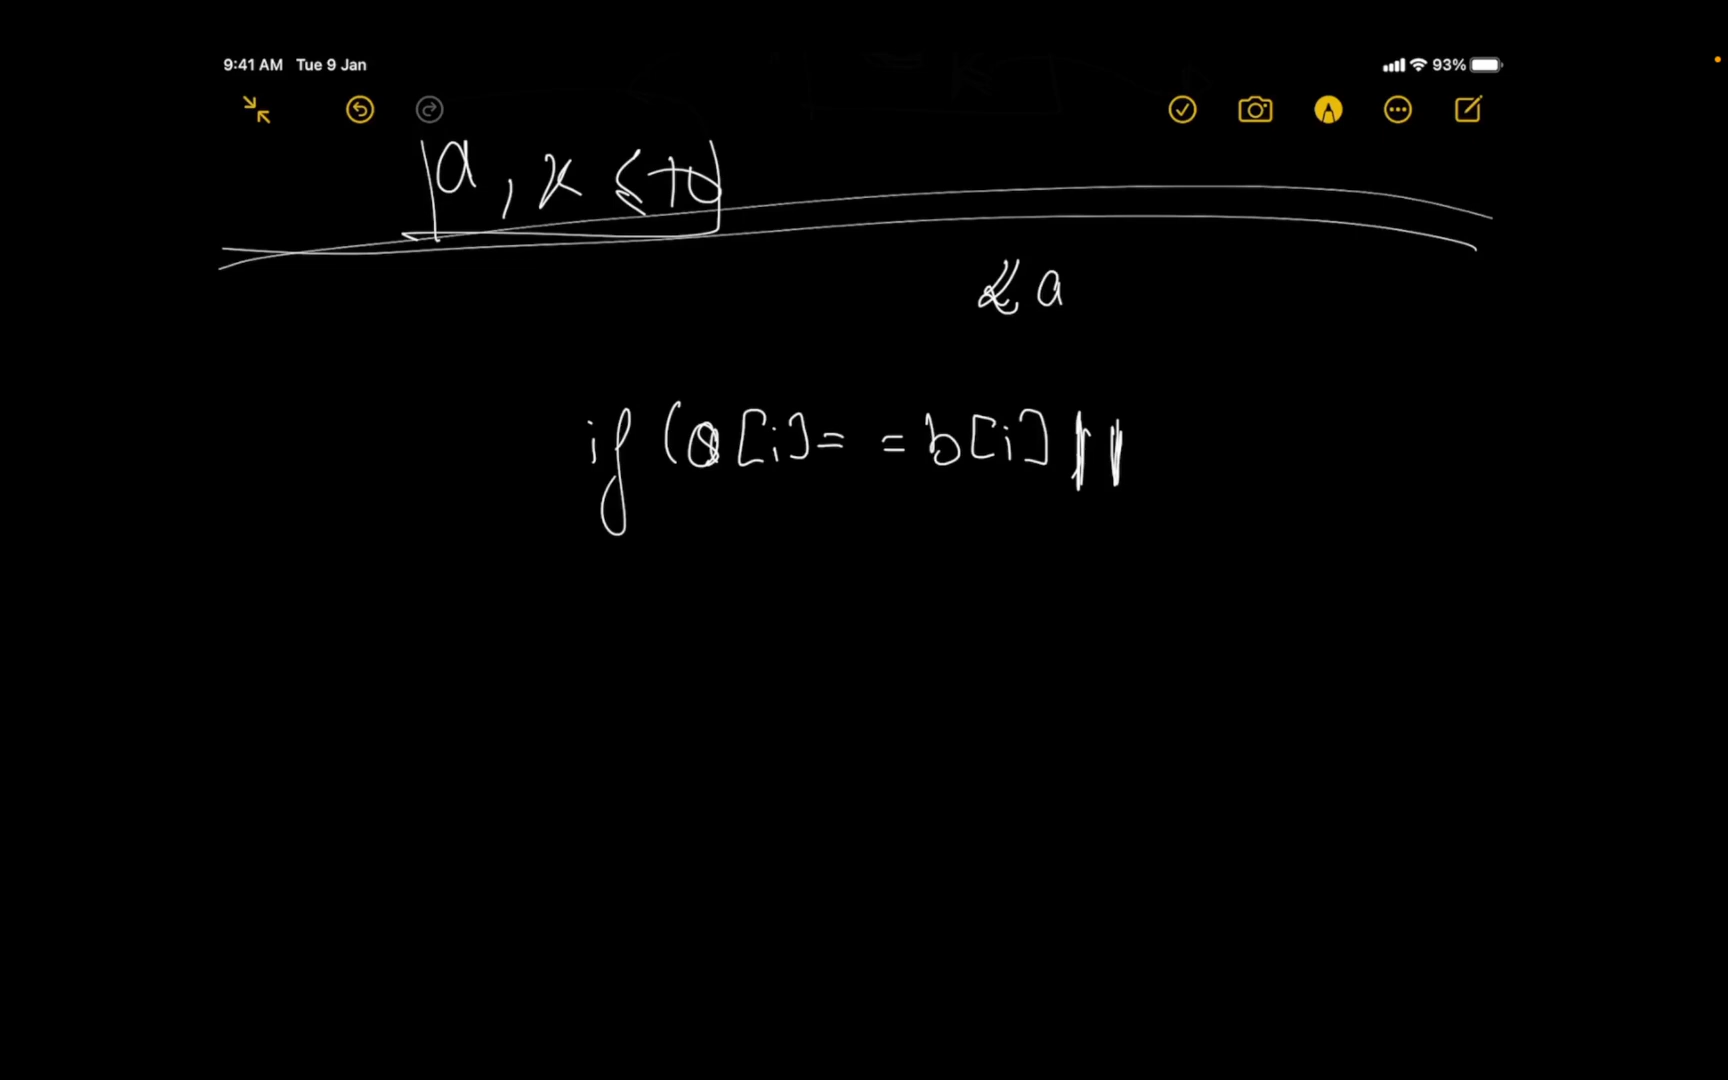 9:41 AM Tue 9 Jan 93%
a, x ≤ 10
a
if (a[i]= =b[i] ||